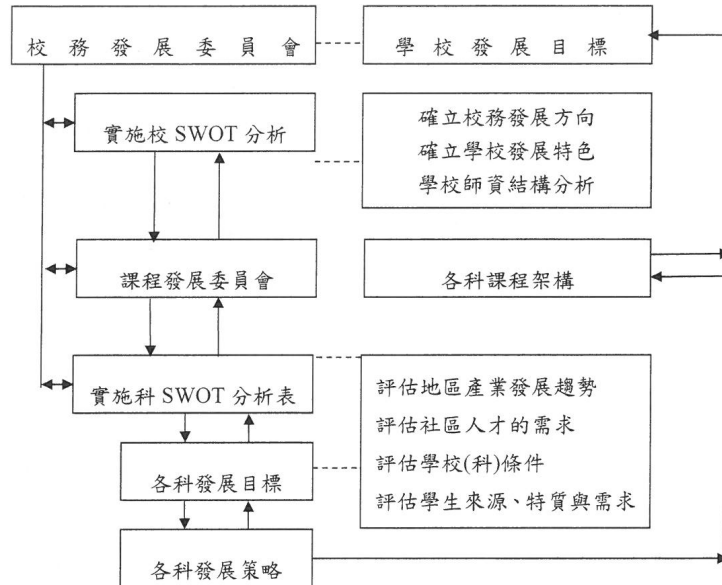 校務發展委員會
學校發展目標
實施校 SWOT 分析
確立校務發展方向
確立學校發展特色
學校師資結構分析
課程發展委員會
各科課程架構
實施科 SWOT 分析表
評估地區產業發展趨勢
評估社區人才的需求
評估學校(科)條件
評估學生來源、特質與需求
各科發展目標
各科發展策略